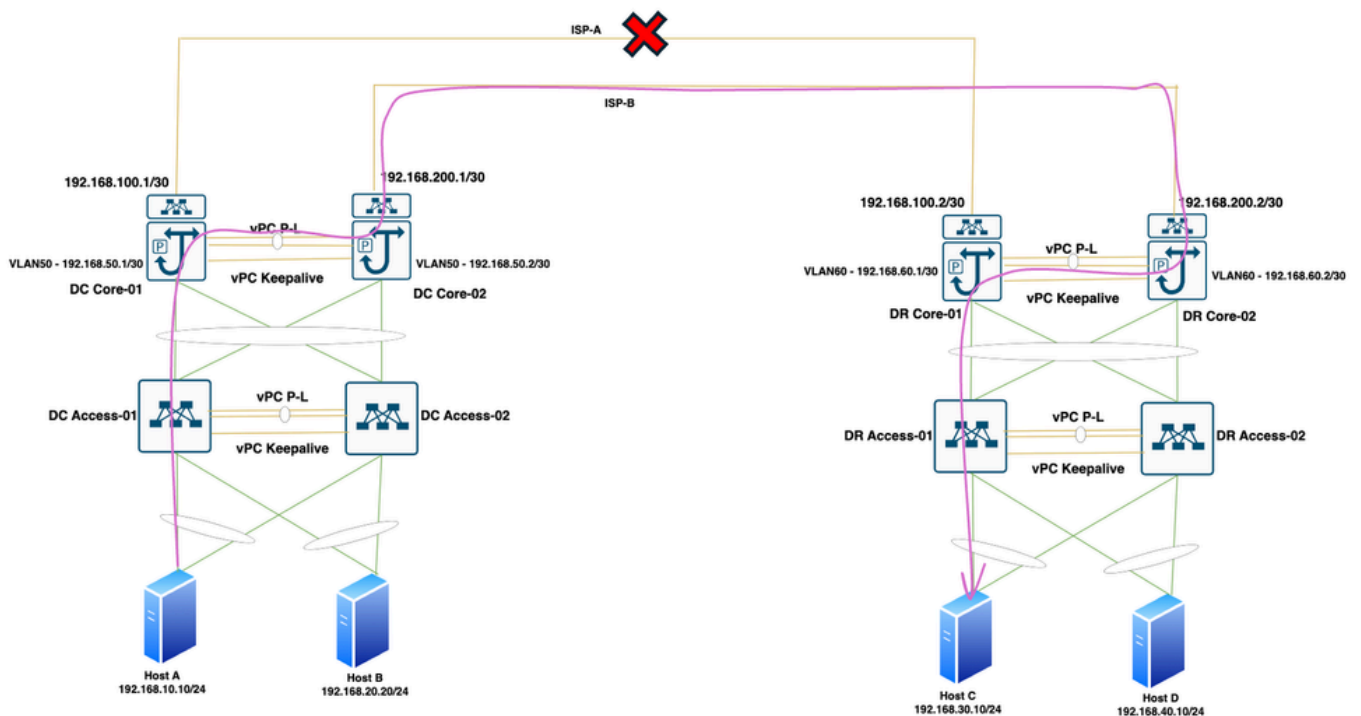 ISP-A
ISP-B
192.168.100.1/30
192.168.200.1/30
192.168.100.2/30
192.168.200.2/30
vPC P-L
P
P
VLAN50 - 192.168.50.1/30
VLAN50 - 192.168.50.2/30
vPC Keepalive
DC Core-01
DC Core-02
vPC P-L
P
P
VLAN60 - 192.168.60.1/30
VLAN60 - 192.168.60.2/30
vPC Keepalive
DR Core-01
DR Core-02
vPC P-L
DC Access-01
DC Access-02
vPC Keepalive
vPC P-L
DR Access-01
DR Access-02
vPC Keepalive
Host A
192.168.10.10/24
Host B
192.168.20.20/24
Host C
192.168.30.10/24
Host D
192.168.40.10/24